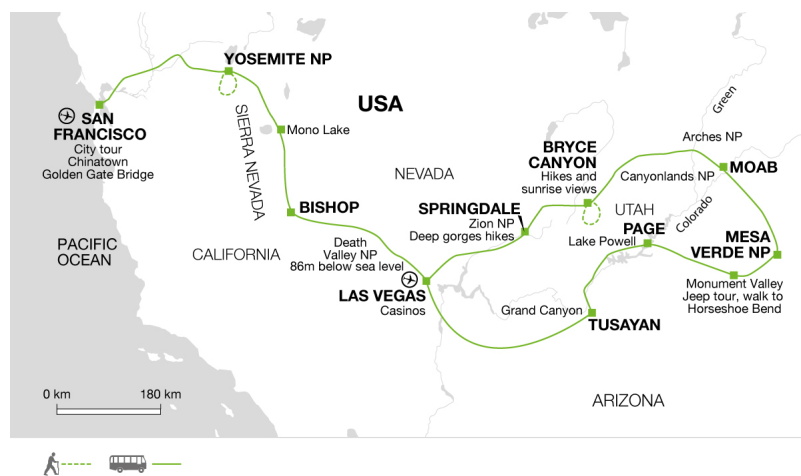 YOSEMITE NP
SAN
FRANCISCO
City tour
Chinatown
Golden Gate Bridge
SIERRA NEVADA
Mono Lake
USA
NEVADA
BISHOP
PACIFIC
OCEAN
CALIFORNIA
Death
Valley NP
86m below sea level
LAS VEGAS
Casinos
SPRINGDALE
Zion NP
Deep gorges hikes
BRYCE
CANYON
Hikes and
sunrise views
Green
Arches NP
MOAB
Canyonlands NP
UTAH
Colorado
PAGE
Lake Powell
MESA
VERDE NP
Monument Valley
Jeep tour, walk to
Horseshoe Bend
Grand Canyon
TUSAYAN
ARIZONA
0 km
180 km